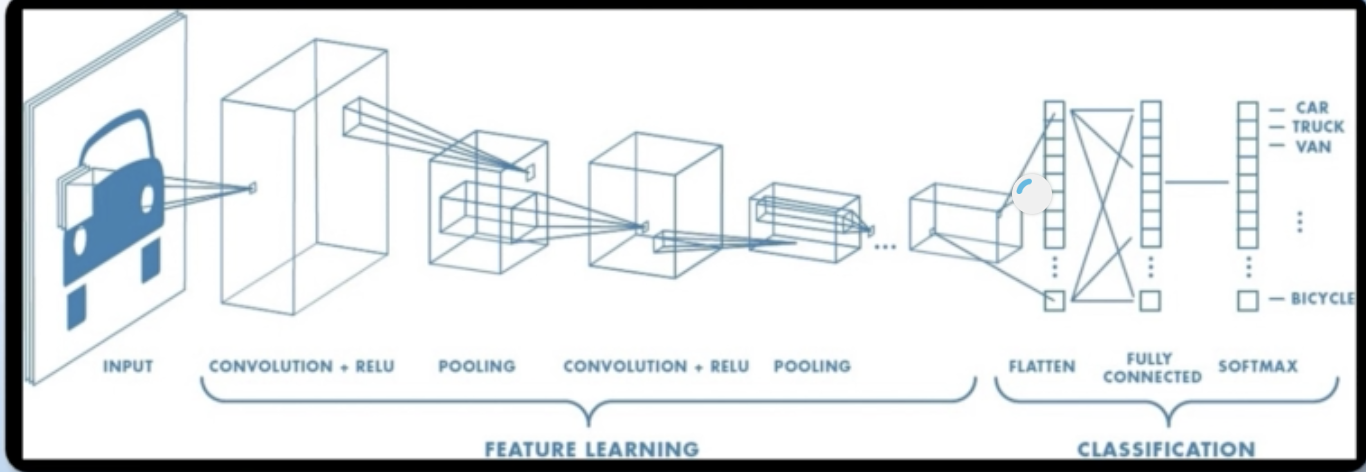 CAR
TRUCK
VAN
BICYCLE
INPUT
CONVOLUTION + RELU
POOLING
CONVOLUTION + RELU
POOLING
FLATTEN
FULLY
CONNECTED
SOFTMAX
FEATURE LEARNING
CLASSIFICATION